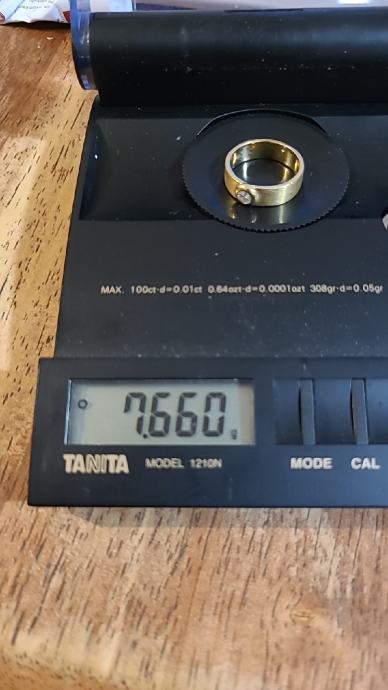 MAX. 100ct-d=0.01ct 0.64ozt-d=0.0001ozt 308gr-d=0.05gr
7.660 g
TANITA MODEL 1210N MODE CAL